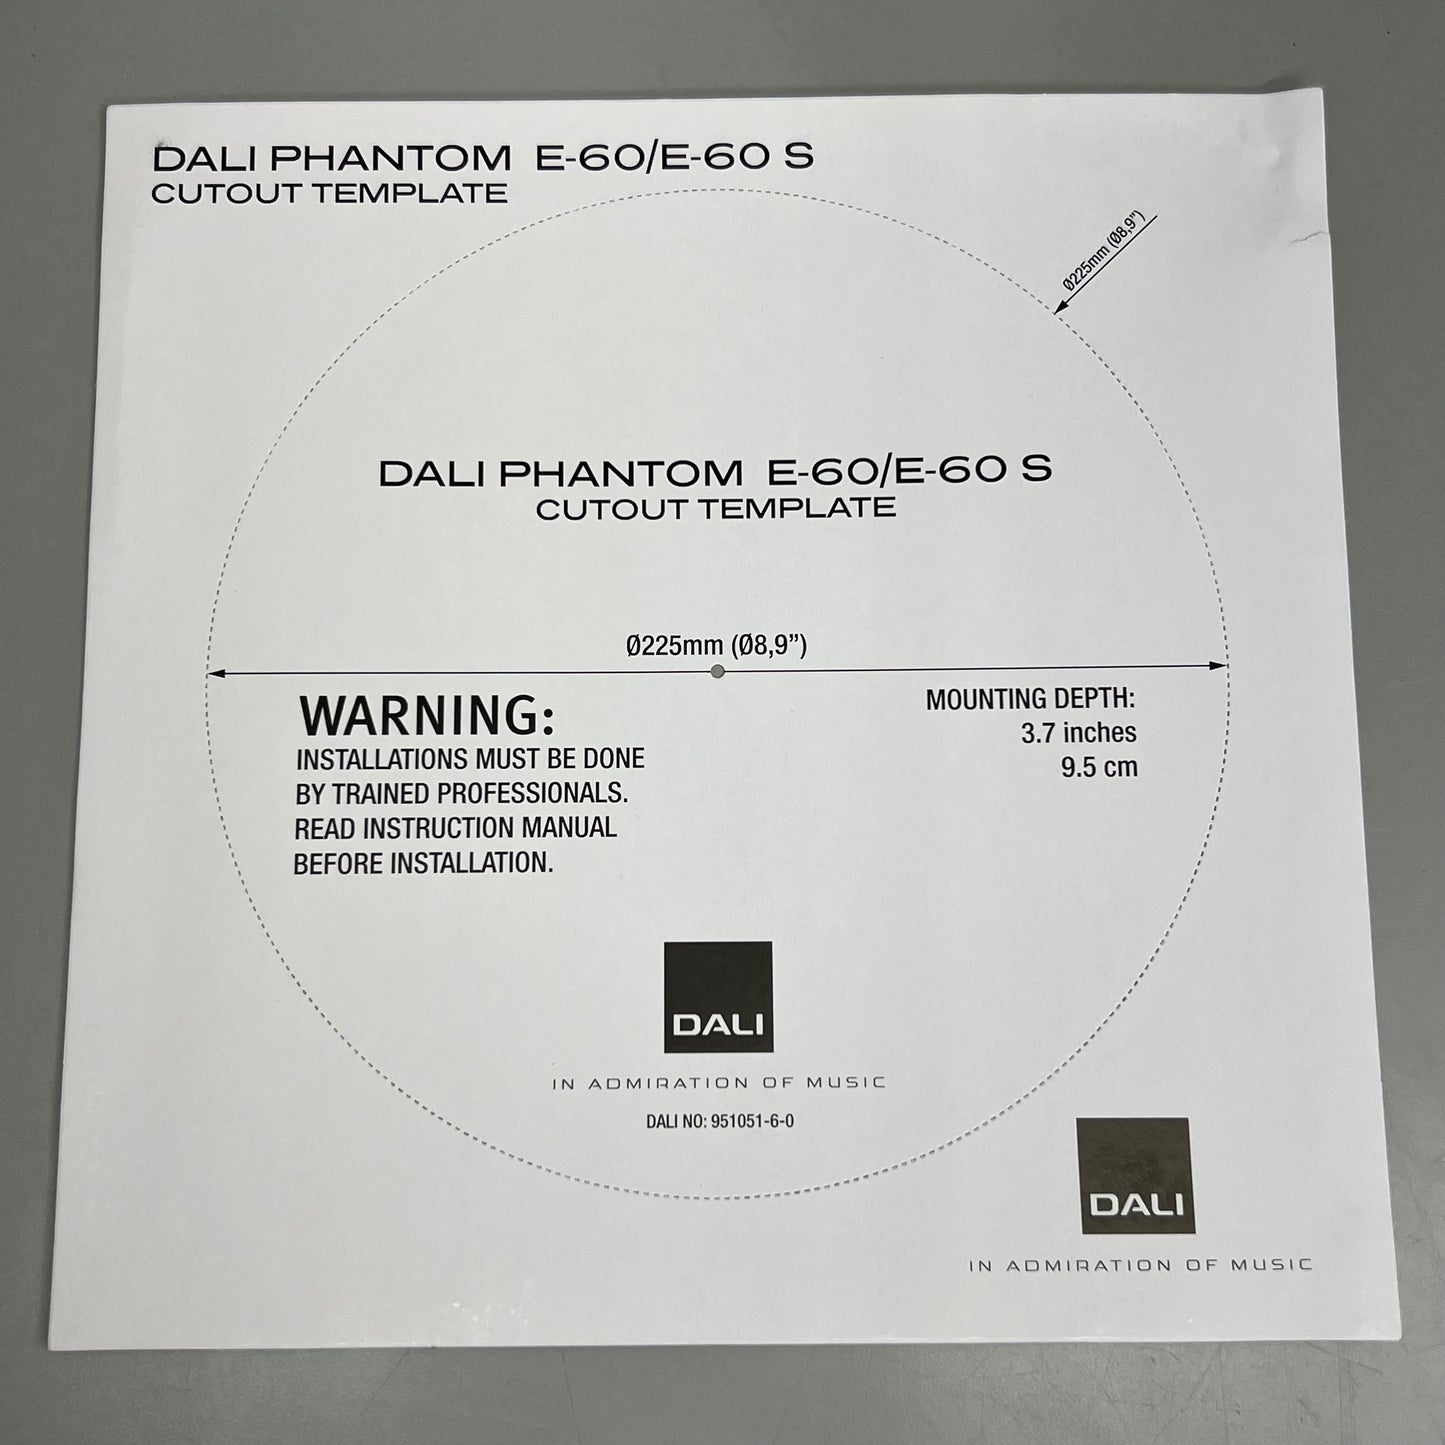 DALI PHANTOM E-60/E-60 S
CUTOUT TEMPLATE
Ø225mm (Ø8,9”)
DALI PHANTOM E-60/E-60 S
CUTOUT TEMPLATE
Ø225mm (Ø8,9”)
WARNING:
INSTALLATIONS MUST BE DONE
BY TRAINED PROFESSIONALS.
READ INSTRUCTION MANUAL
BEFORE INSTALLATION.
MOUNTING DEPTH:
3.7 inches
9.5 cm
DALI
IN ADMIRATION OF MUSIC
DALI NO: 951051-6-0
DALI
IN ADMIRATION OF MUSIC